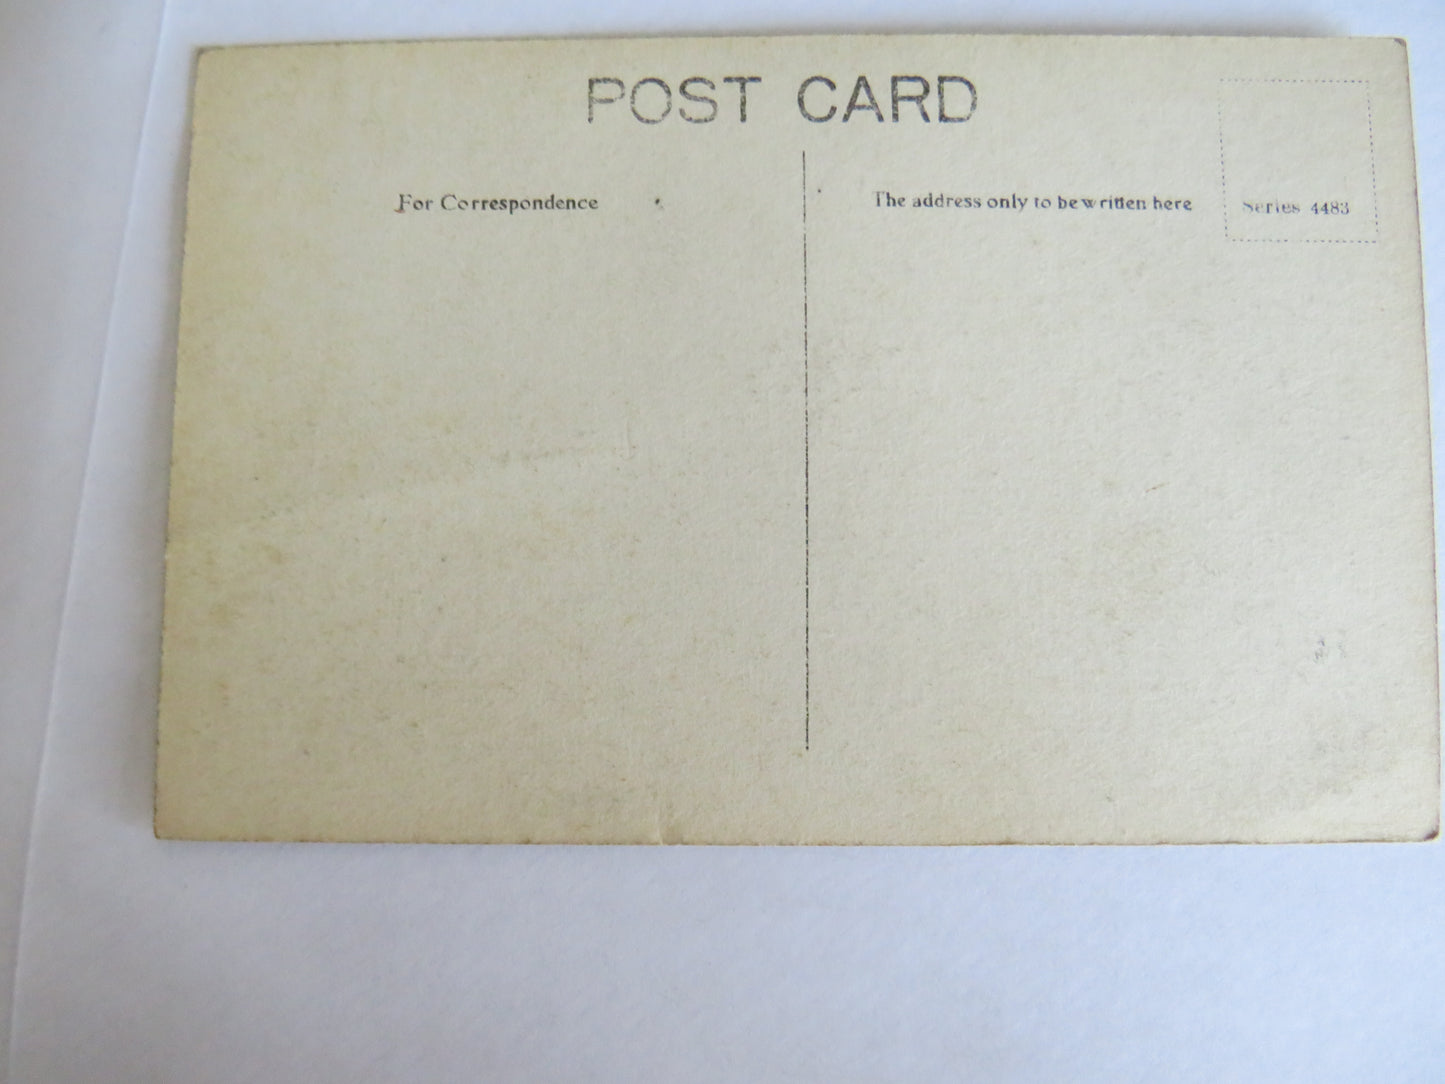 POST CARD
For Correspondence
The address only to be written here
Series 4483